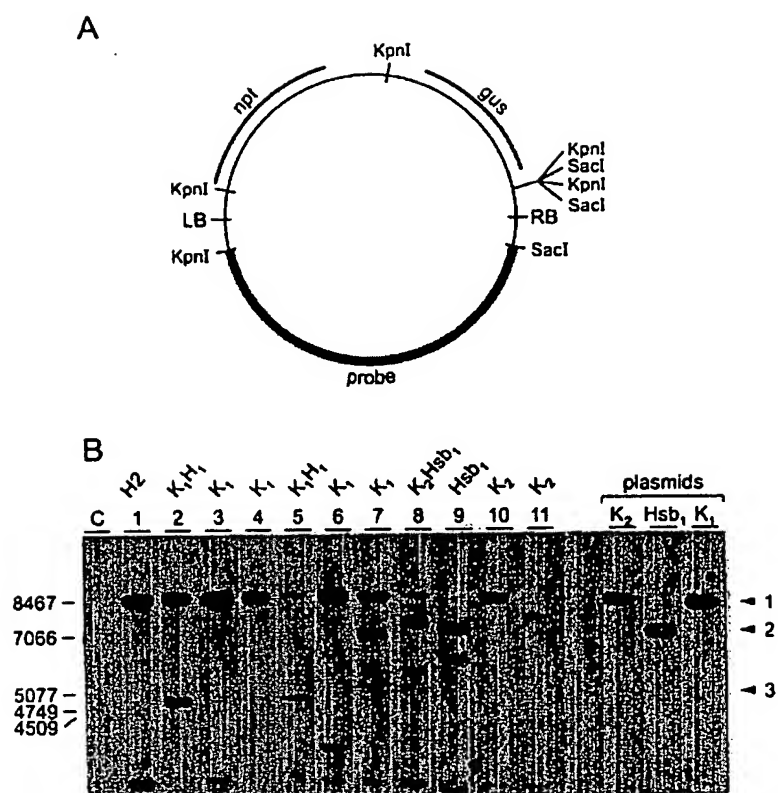 A
KpnI
npt
gus
KpnI
SacI
KpnI
SacI
KpnI
LB
RB
KpnI
SacI
probe
B
H2 K₁H₁ K₁ K₁ K₁H₁ K₁ K₁ K₂Hsb₁ Hsb₁ K₂ K₂ plasmids
C 1 2 3 4 5 6 7 8 9 10 11 K₂ Hsb₁ K₁
8467 1
7066 2
5077 3
4749
4509